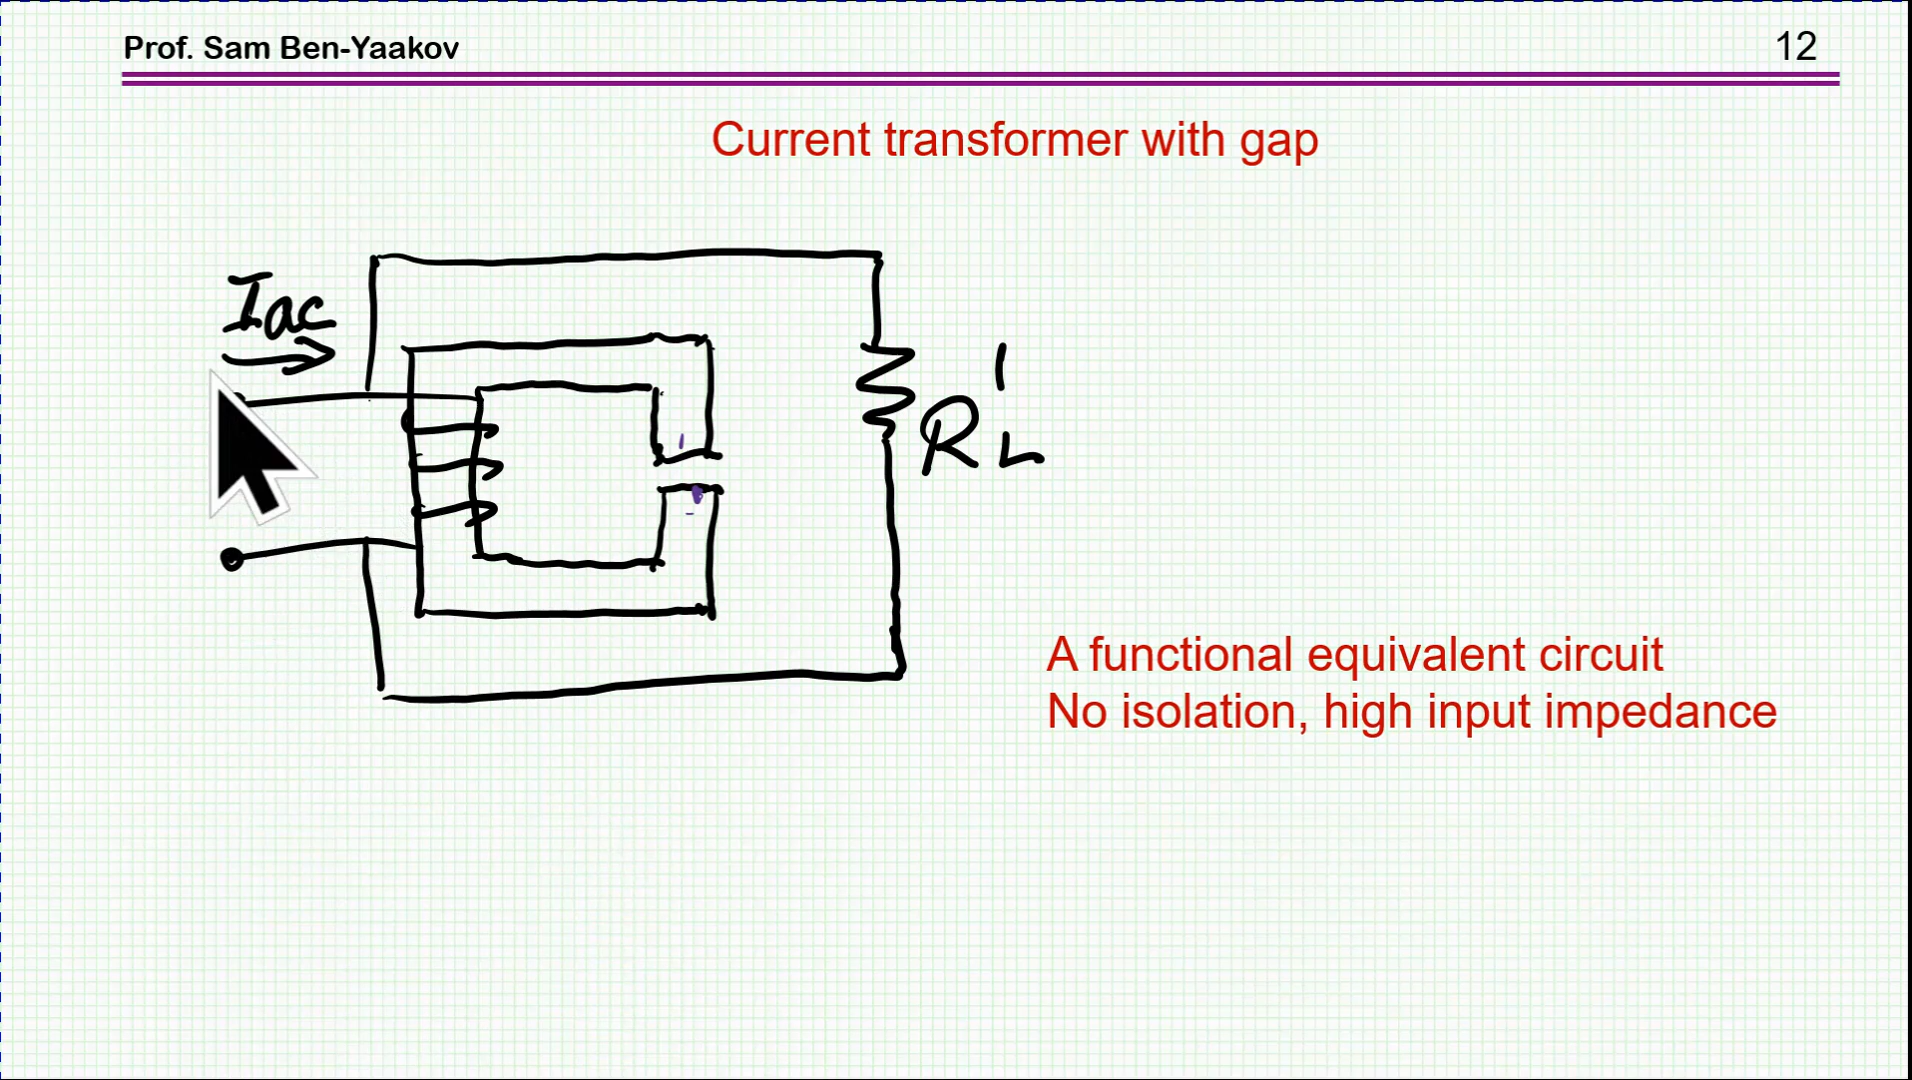 Prof. Sam Ben-Yaakov
12
Current transformer with gap
Iac
R'L
A functional equivalent circuit
No isolation, high input impedance